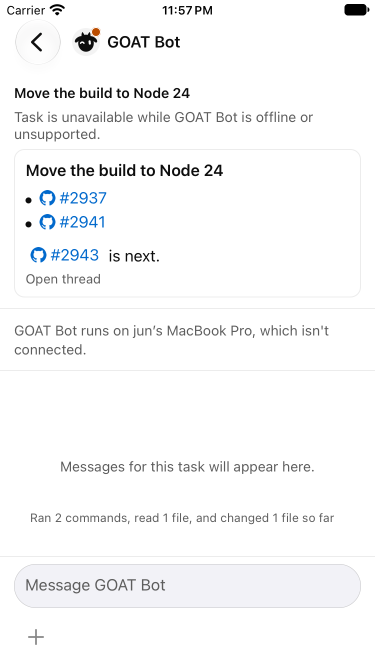 Carrier 11:57 PM
GOAT Bot
Move the build to Node 24
Task is unavailable while GOAT Bot is offline or
unsupported.
Move the build to Node 24
• #2937
• #2941
#2943 is next.
Open thread
GOAT Bot runs on jun's MacBook Pro, which isn't
connected.
Messages for this task will appear here.
Ran 2 commands, read 1 file, and changed 1 file so far
Message GOAT Bot